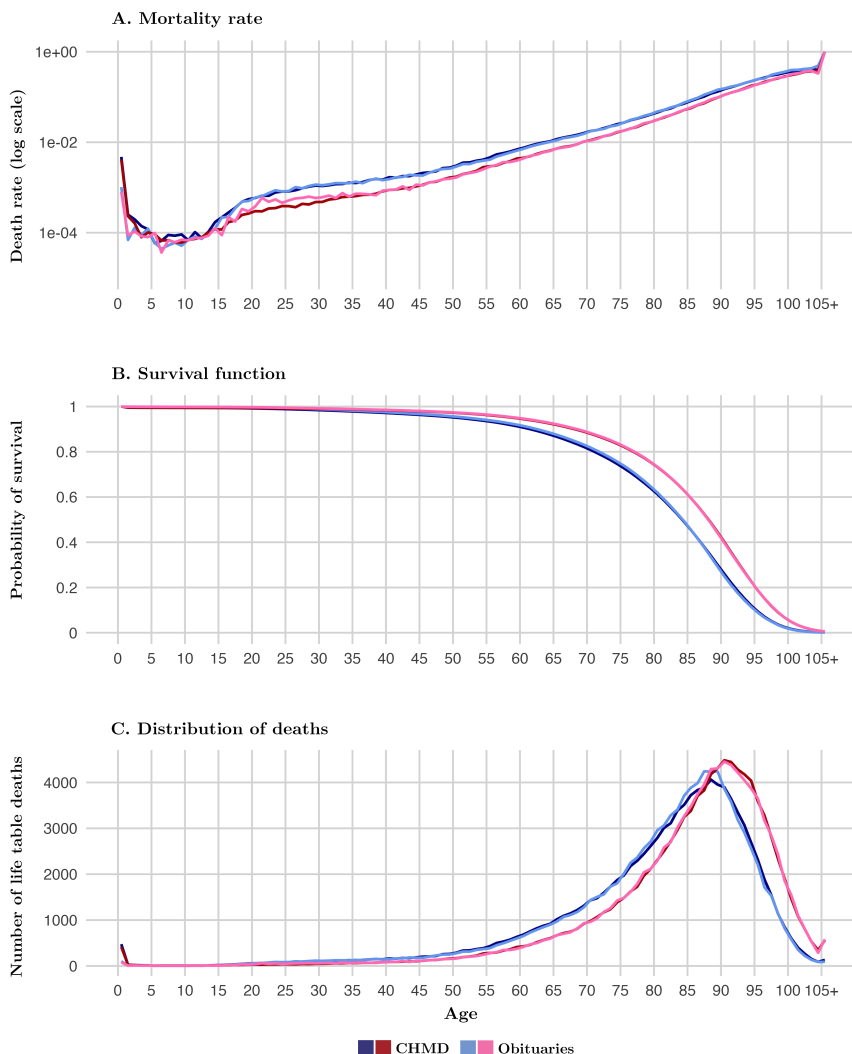 A. Mortality rate
Death rate (log scale)
1e+00
1e-02
1e-04
0 5 10 15 20 25 30 35 40 45 50 55 60 65 70 75 80 85 90 95 100 105+
B. Survival function
Probability of survival
1
0.8
0.6
0.4
0.2
0
0 5 10 15 20 25 30 35 40 45 50 55 60 65 70 75 80 85 90 95 100 105+
C. Distribution of deaths
Number of life table deaths
4000
3000
2000
1000
0
0 5 10 15 20 25 30 35 40 45 50 55 60 65 70 75 80 85 90 95 100 105+
Age
CHMD Obituaries